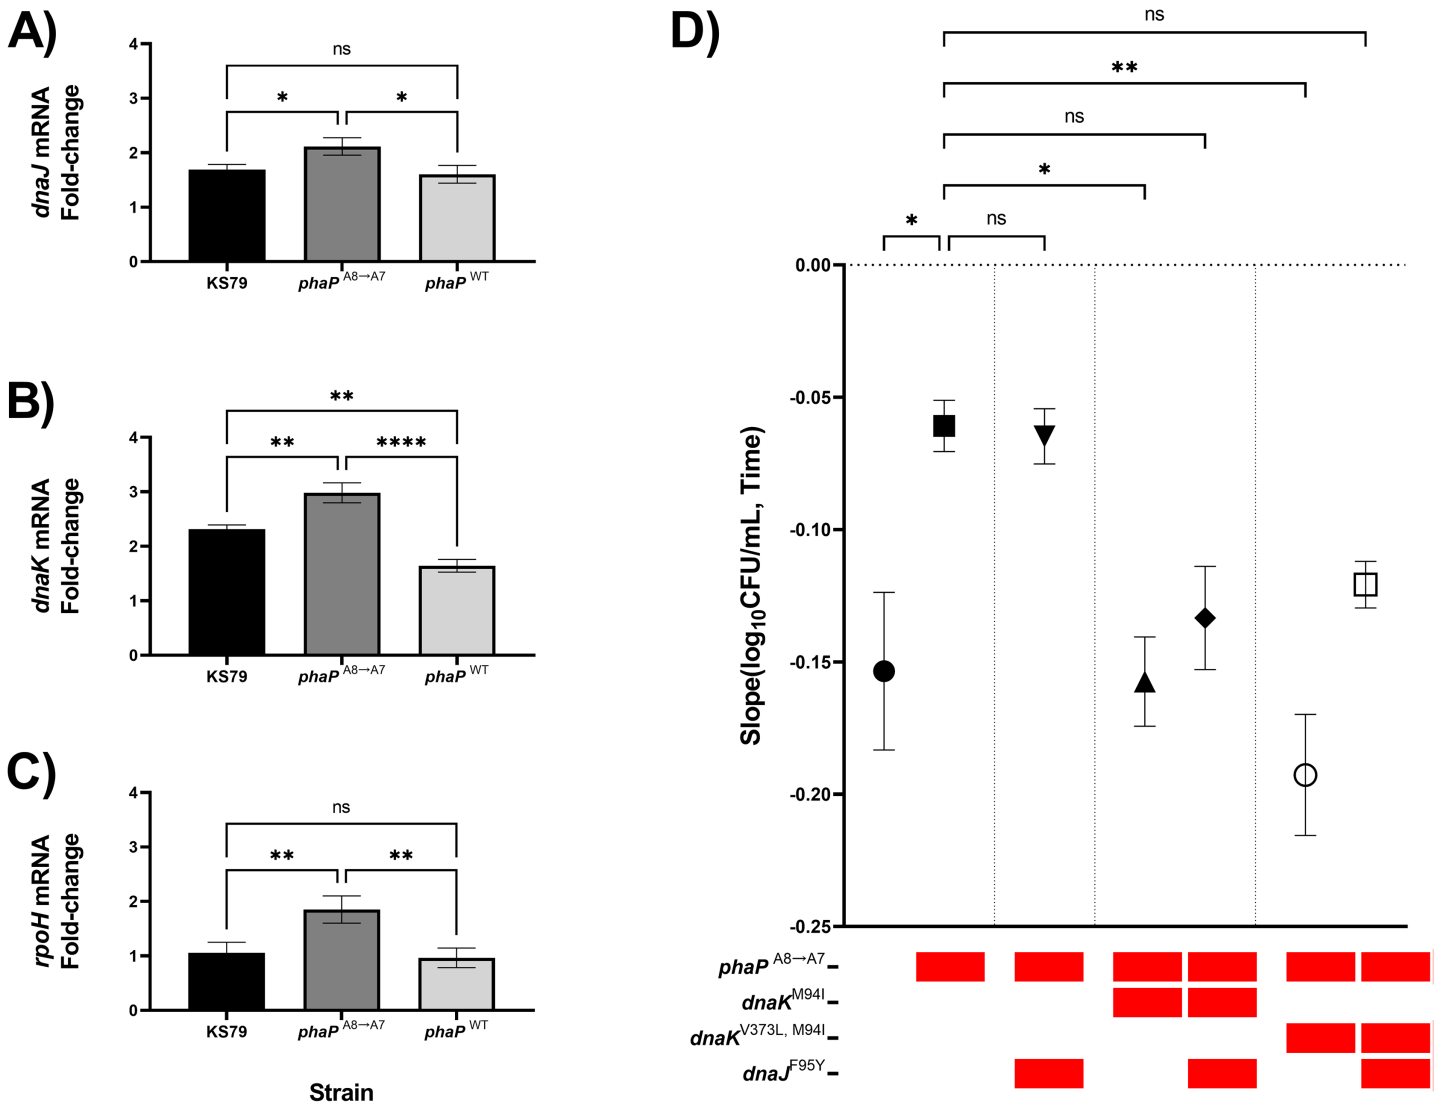 A)
dnaJ mRNA
Fold-change
4
3
2
1
0
ns
*
*
KS79
phaP A8→A7
phaP WT
B)
dnaK mRNA
Fold-change
4
3
2
1
0
**
**
****
KS79
phaP A8→A7
phaP WT
C)
rpoH mRNA
Fold-change
4
3
2
1
0
ns
**
**
KS79
phaP A8→A7
phaP WT
Strain
D)
ns
**
ns
*
*
ns
Slope(log10CFU/mL, Time)
0.00
-0.05
-0.10
-0.15
-0.20
-0.25
phaP A8→A7
dnaK M94I
dnaK V373L, M94I
dnaJ F95Y